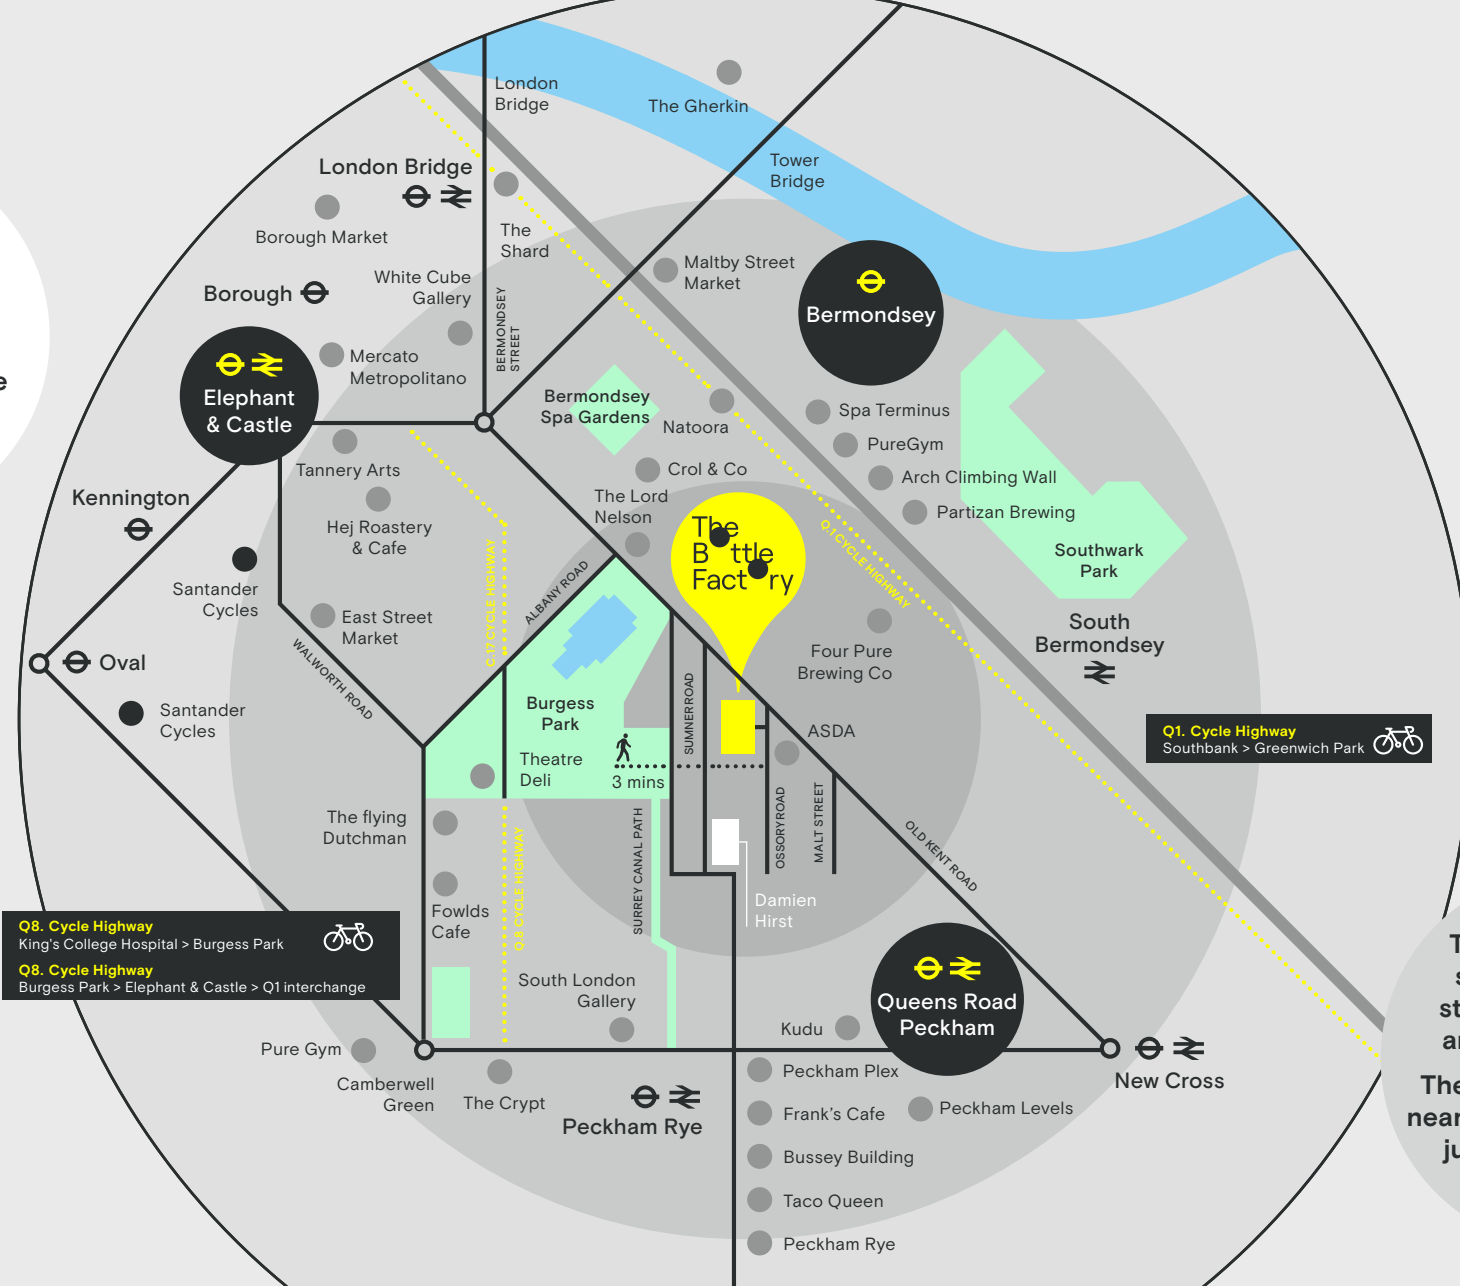 London
Bridge
The Gherkin
Tower
Bridge
London Bridge
Borough Market
The
Shard
White Cube
Gallery
Maltby Street
Market
Borough
BERMONDSEY
STREET
Bermondsey
Mercato
Metropolitano
Elephant
& Castle
Bermondsey
Spa Gardens
Natoora
Spa Terminus
PureGym
Tannery Arts
Crol & Co
Arch Climbing Wall
Kennington
The Lord
Nelson
Partizan Brewing
Hej Roastery
& Cafe
The
B ttle
Fact ry
Q.1 CYCLE HIGHWAY
Southwark
Park
C.17 CYCLE HIGHWAY
ALBANY ROAD
Santander
Cycles
East Street
Market
South
Bermondsey
WALWORTH ROAD
Oval
Four Pure
Brewing Co
Santander
Cycles
Burgess
Park
SUMNER ROAD
ASDA
Q1. Cycle Highway
Southbank > Greenwich Park
Theatre
Deli
3 mins
The flying
Dutchman
Q.8 CYCLE HIGHWAY
SURREY CANAL PATH
OSSORY ROAD
MALT STREET
OLD KENT ROAD
Fowlds
Cafe
Damien
Hirst
Q8. Cycle Highway
King's College Hospital > Burgess Park
Q8. Cycle Highway
Burgess Park > Elephant & Castle > Q1 interchange
South London
Gallery
Queens Road
Peckham
Kudu
Pure Gym
Camberwell
Green
The Crypt
Peckham Rye
New Cross
Peckham Plex
Frank's Cafe
Peckham Levels
Bussey Building
Taco Queen
Peckham Rye
The
near